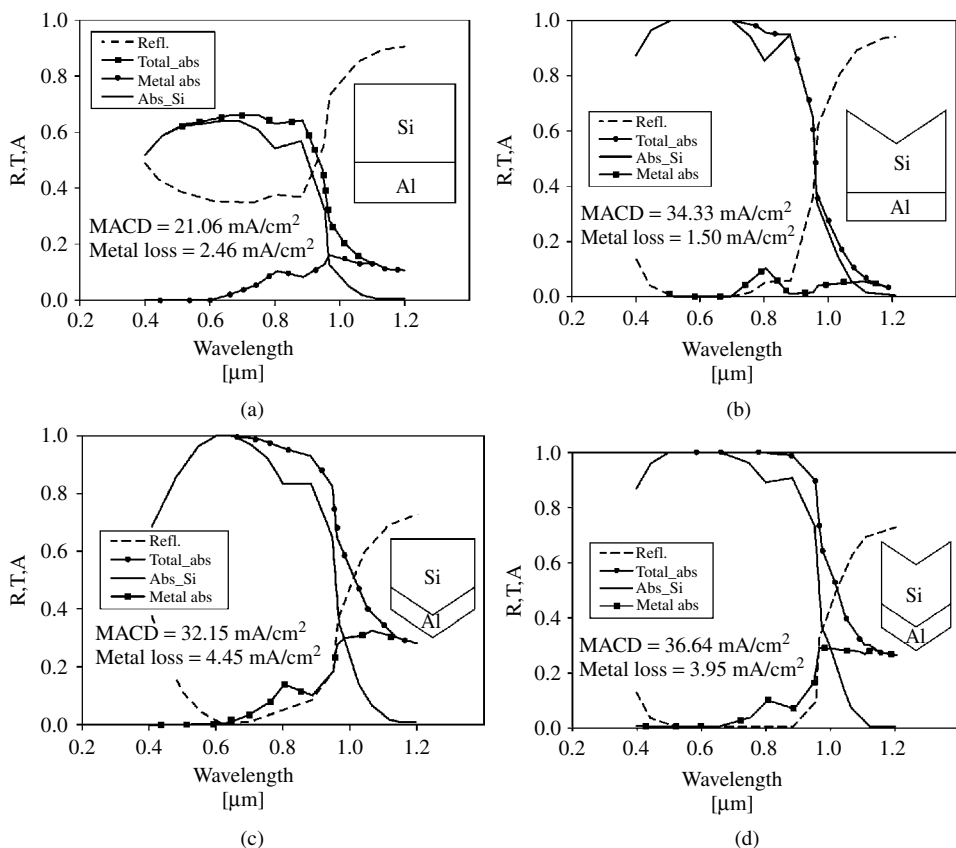 1.0
0.8
0.6
0.4
0.2
0.0
R,T,A
Refl.
Total_abs
Metal abs
Abs_Si
Si
Al
MACD = 21.06 mA/cm²
Metal loss = 2.46 mA/cm²
0.2 0.4 0.6 0.8 1.0 1.2
Wavelength
[μm]
(a)
1.0
0.8
0.6
0.4
0.2
0.0
R,T,A
Refl.
Total_abs
Abs_Si
Metal abs
Si
Al
MACD = 34.33 mA/cm²
Metal loss = 1.50 mA/cm²
0.2 0.4 0.6 0.8 1.0 1.2
Wavelength
[μm]
(b)
1.0
0.8
0.6
0.4
0.2
0.0
R,T,A
Refl.
Total_abs
Abs_Si
Metal abs
Si
Al
MACD = 32.15 mA/cm²
Metal loss = 4.45 mA/cm²
0.2 0.4 0.6 0.8 1.0 1.2
Wavelength
[μm]
(c)
1.0
0.8
0.6
0.4
0.2
0.0
R,T,A
Refl.
Total_abs
Abs_Si
Metal abs
Si
Al
MACD = 36.64 mA/cm²
Metal loss = 3.95 mA/cm²
0.2 0.4 0.6 0.8 1.0 1.2
Wavelength
[μm]
(d)